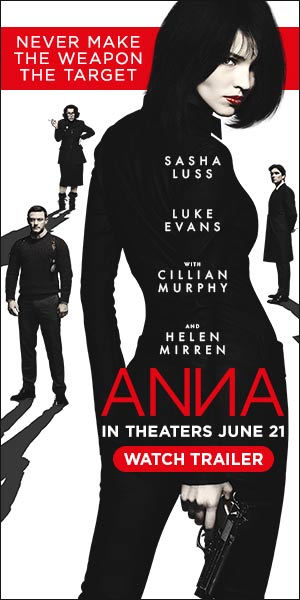 NEVER MAKE
THE WEAPON
THE TARGET
SASHA
LUSS
LUKE
EVANS
WITH
CILLIAN
MURPHY
AND
HELEN
MIRREN
ANNA
IN THEATERS JUNE 21
WATCH TRAILER